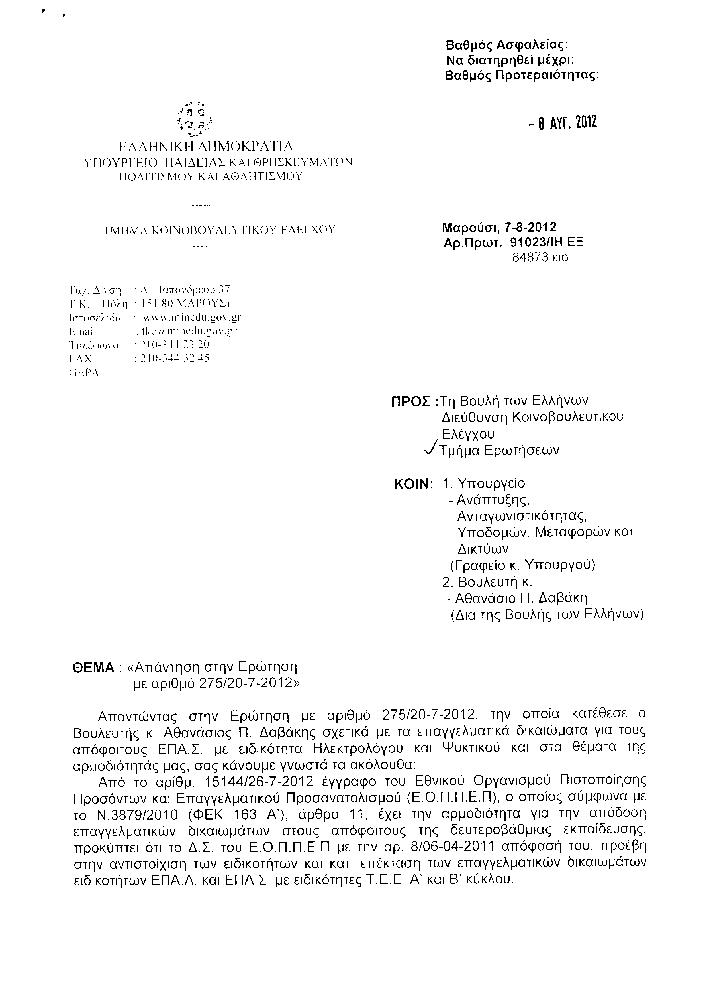 Βαθμός Ασφαλείας:
Να διατηρηθεί μέχρι:
Βαθμός Προτεραιότητας:
- 8 ΑΥΓ. 2012
ΕΛΛΗΝΙΚΗ ΔΗΜΟΚΡΑΤΙΑ
ΥΠΟΥΡΓΕΙΟ ΠΑΙΔΕΙΑΣ ΚΑΙ ΘΡΗΣΚΕΥΜΑΤΩΝ,
ΠΟΛΙΤΙΣΜΟΥ ΚΑΙ ΑΘΛΗΤΙΣΜΟΥ
-----
ΤΜΗΜΑ ΚΟΙΝΟΒΟΥΛΕΥΤΙΚΟΥ ΕΛΕΓΧΟΥ
-----
Μαρούσι, 7-8-2012
Αρ.Πρωτ. 91023/ΙΗ ΕΞ
84873 εισ.
Ταχ. Δ νση : Α. Παπανδρέου 37
Τ.Κ. Πόλη : 151 80 ΜΑΡΟΥΣΙ
Ιστοσελίδα : www.minedu.gov.gr
Email : tke@minedu.gov.gr
Τηλέφωνο : 210-344 23 20
FAX : 210-344 32 45
GEPA
ΠΡΟΣ :Τη Βουλή των Ελλήνων
Διεύθυνση Κοινοβουλευτικού
Ελέγχου
Τμήμα Ερωτήσεων
ΚΟΙΝ: 1. Υπουργείο
- Ανάπτυξης,
Ανταγωνιστικότητας,
Υποδομών, Μεταφορών και
Δικτύων
(Γραφείο κ. Υπουργού)
2. Βουλευτή κ.
- Αθανάσιο Π. Δαβάκη
(Δια της Βουλής των Ελλήνων)
ΘΕΜΑ : «Απάντηση στην Ερώτηση
με αριθμό 275/20-7-2012»
Απαντώντας στην Ερώτηση με αριθμό 275/20-7-2012, την οποία κατέθεσε ο
Βουλευτής κ. Αθανάσιος Π. Δαβάκης σχετικά με τα επαγγελματικά δικαιώματα για τους
απόφοιτους ΕΠΑ.Σ. με ειδικότητα Ηλεκτρολόγου και Ψυκτικού και στα θέματα της
αρμοδιότητάς μας, σας κάνουμε γνωστά τα ακόλουθα:
Από το αρίθμ. 15144/26-7-2012 έγγραφο του Εθνικού Οργανισμού Πιστοποίησης
Προσόντων και Επαγγελματικού Προσανατολισμού (Ε.Ο.Π.Π.Ε.Π), ο οποίος σύμφωνα με
το Ν.3879/2010 (ΦΕΚ 163 Α’), άρθρο 11, έχει την αρμοδιότητα για την απόδοση
επαγγελματικών δικαιωμάτων στους απόφοιτους της δευτεροβάθμιας εκπαίδευσης,
προκύπτει ότι το Δ.Σ. του Ε.Ο.Π.Π.Ε.Π με την αρ. 8/06-04-2011 απόφασή του, προέβη
στην αντιστοίχιση των ειδικοτήτων και κατ’ επέκταση των επαγγελματικών δικαιωμάτων
ειδικοτήτων ΕΠΑ.Λ. και ΕΠΑ.Σ. με ειδικότητες Τ.Ε.Ε. Α’ και Β’ κύκλου.